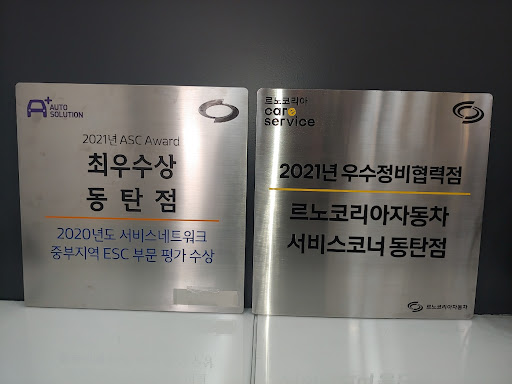 A+ AUTO
SOLUTION
2021년 ASC Award
최우수상
동탄점
2020년도 서비스네트워크
중부지역 ESC 부문 평가 수상
르노코리아
care
service
2021년 우수정비협력점
르노코리아자동차
서비스코너 동탄점
르노코리아자동차